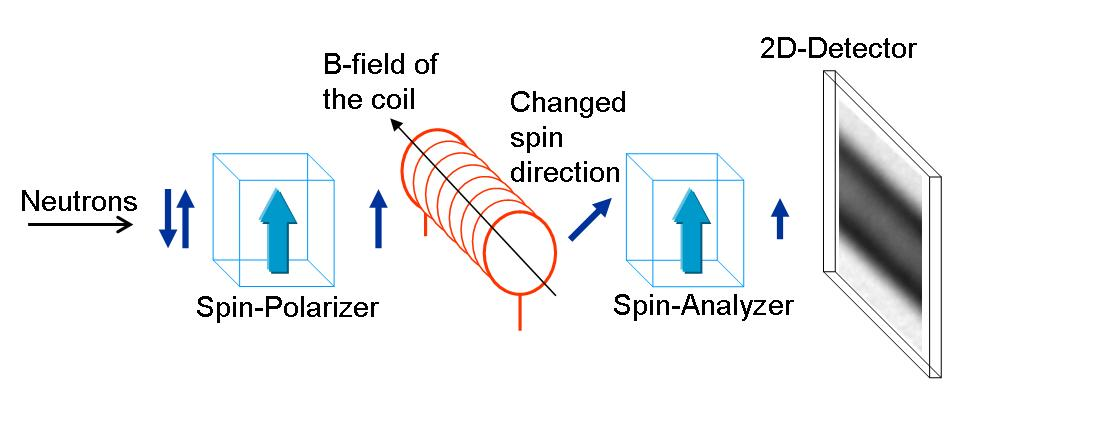 2D-Detector
B-field of
the coil
Changed
spin
direction
Neutrons
Spin-Polarizer
Spin-Analyzer